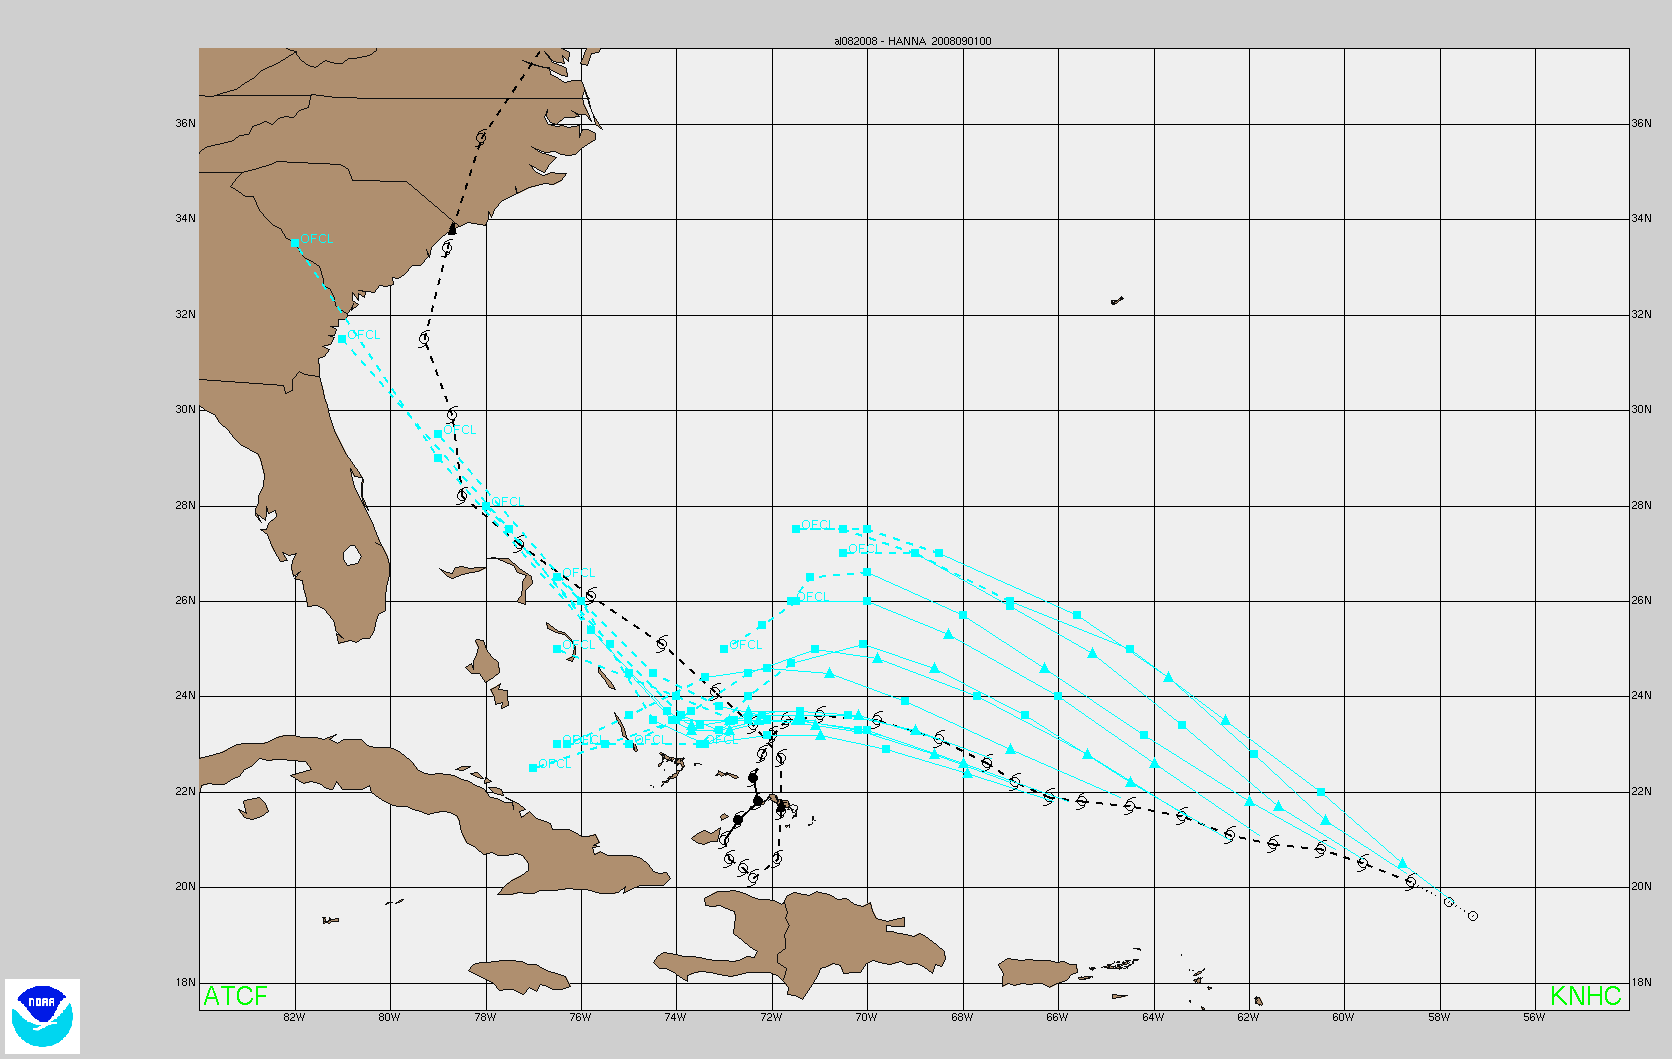 al082008 - HANNA 2008090100
36N 36N
34N 34N
OFCL
32N 32N
OFCL
30N 30N
OFCL
28N 28N
OFCL
OFCL
OFCL
OFCL
26N 26N
OFCL
OFCL OFCL
24N 24N
OFCL OFCL OFCL
OFCL
22N 22N
20N 20N
18N 18N
ATCF KNHC
NOAA
82W 80W 78W 76W 74W 72W 70W 68W 66W 64W 62W 60W 58W 56W